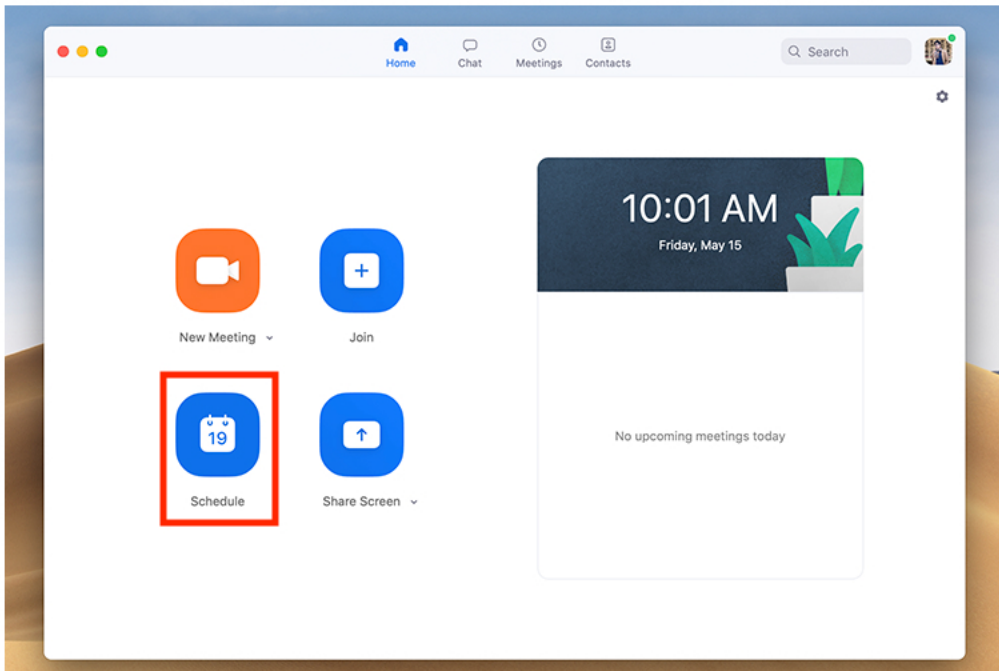 Home
Chat
Meetings
Contacts
Search
10:01 AM
Friday, May 15
New Meeting
Join
19
Schedule
Share Screen
No upcoming meetings today